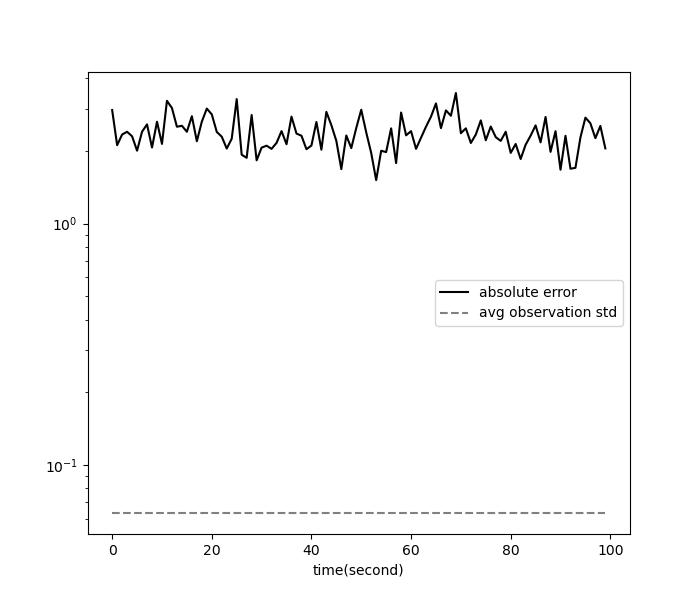 10⁰
10⁻¹
absolute error
avg observation std
0 20 40 60 80 100
time(second)